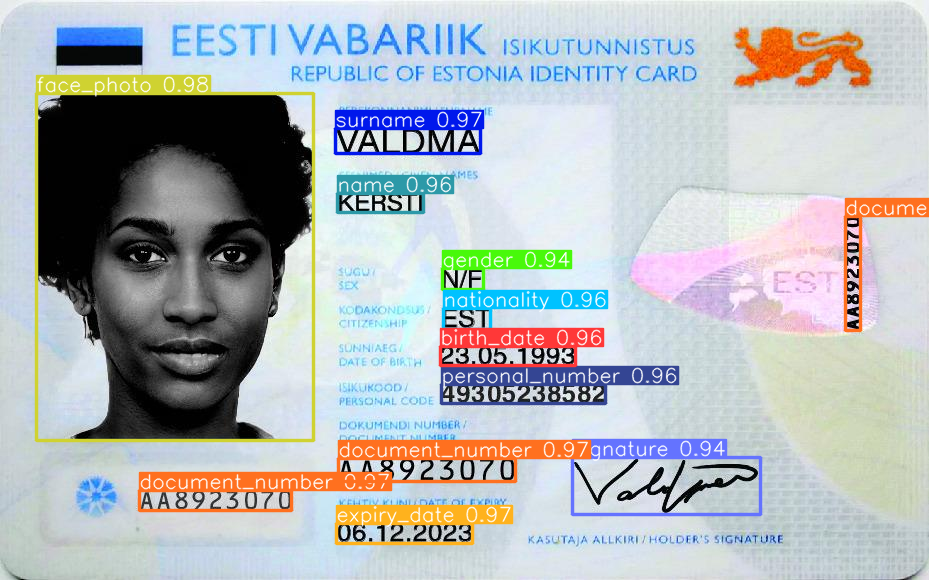 EESTI VABARIIK ISIKUTUNNISTUS
REPUBLIC OF ESTONIA IDENTITY CARD
face_photo 0.98
surname 0.97
VALDMA
name 0.96
KERSTI
gender 0.94
SUGU /
SEX
N/F
nationality 0.96
KODAKONDSUS /
CITIZENSHIP
EST
birth_date 0.96
SÜNNIAEG /
DATE OF BIRTH
23.05.1993
personal_number 0.96
ISIKUKOOD /
PERSONAL CODE
49305238582
DOKUMENDI NUMBER /
DOCUMENT NUMBER
document_number 0.97
AA8923070
gnature 0.94
document_number 0.97
AA8923070
KEHTIV KUNI / DATE OF EXPIRY
expiry_date 0.97
06.12.2023
KASUTAJA ALLKIRI / HOLDER'S SIGNATURE
docume
AA8923070
EST